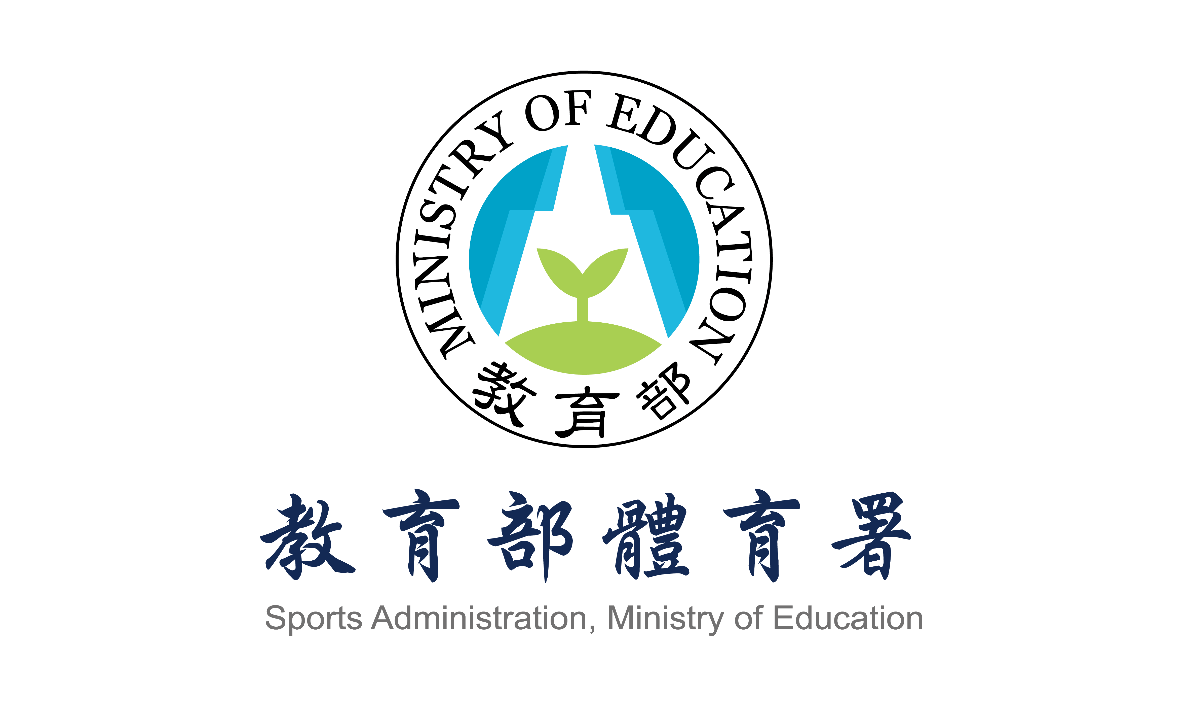 MINISTRY OF EDUCATION
教育部
教育部體育署
Sports Administration, Ministry of Education